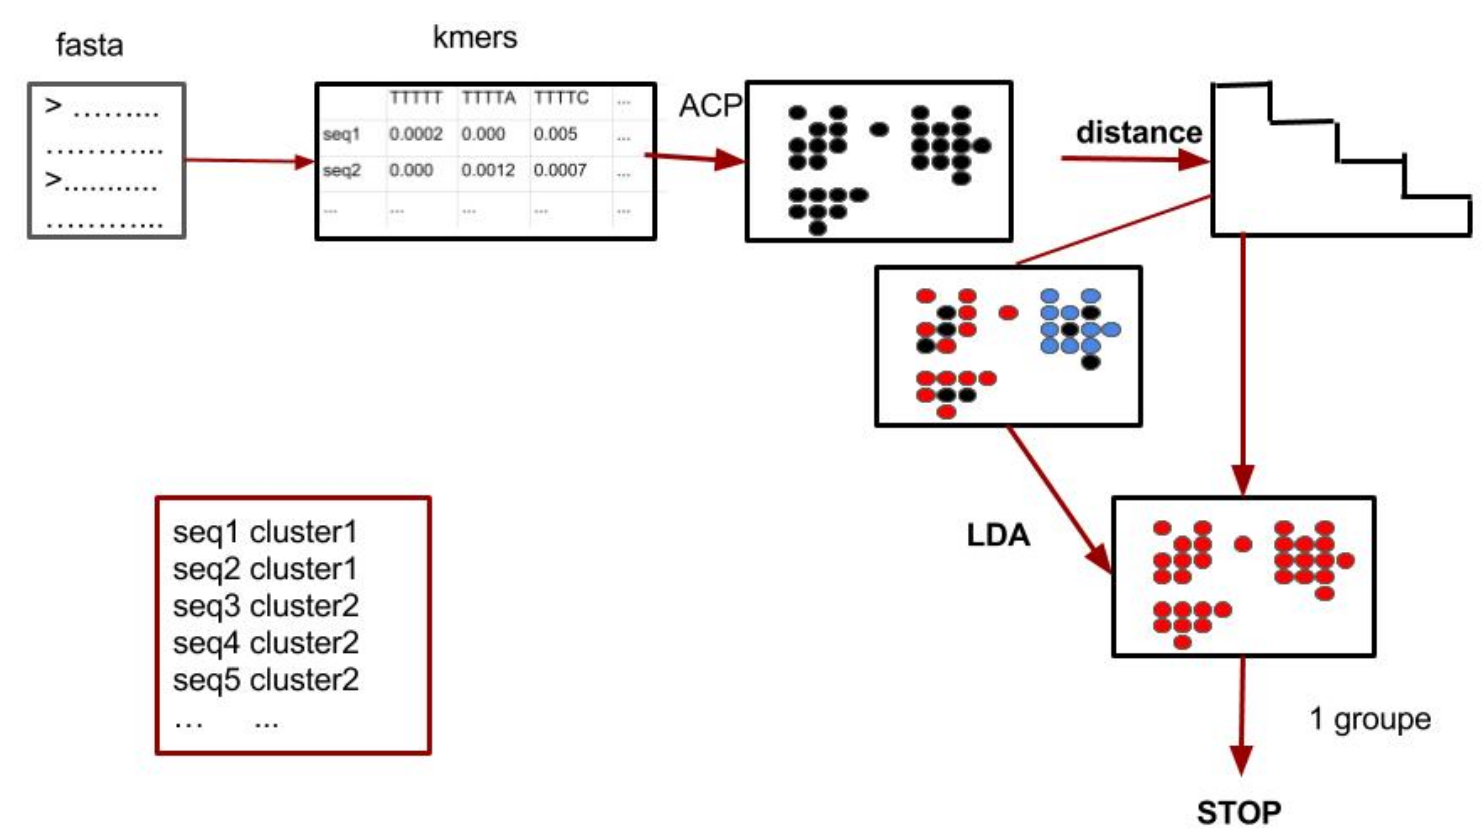 fasta
kmers
> .........
............
>..........
............
TTTTT TTTTA TTTTC ...
seq1 0.0002 0.000 0.005 ...
seq2 0.000 0.0012 0.0007 ...
... ... ... ... ...
ACP
distance
LDA
seq1 cluster1
seq2 cluster1
seq3 cluster2
seq4 cluster2
seq5 cluster2
... ...
1 groupe
STOP